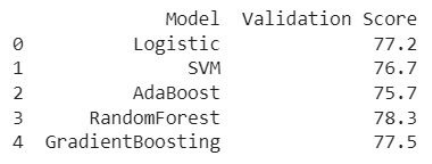 Model Validation Score
0 Logistic 77.2
1 SVM 76.7
2 AdaBoost 75.7
3 RandomForest 78.3
4 GradientBoosting 77.5